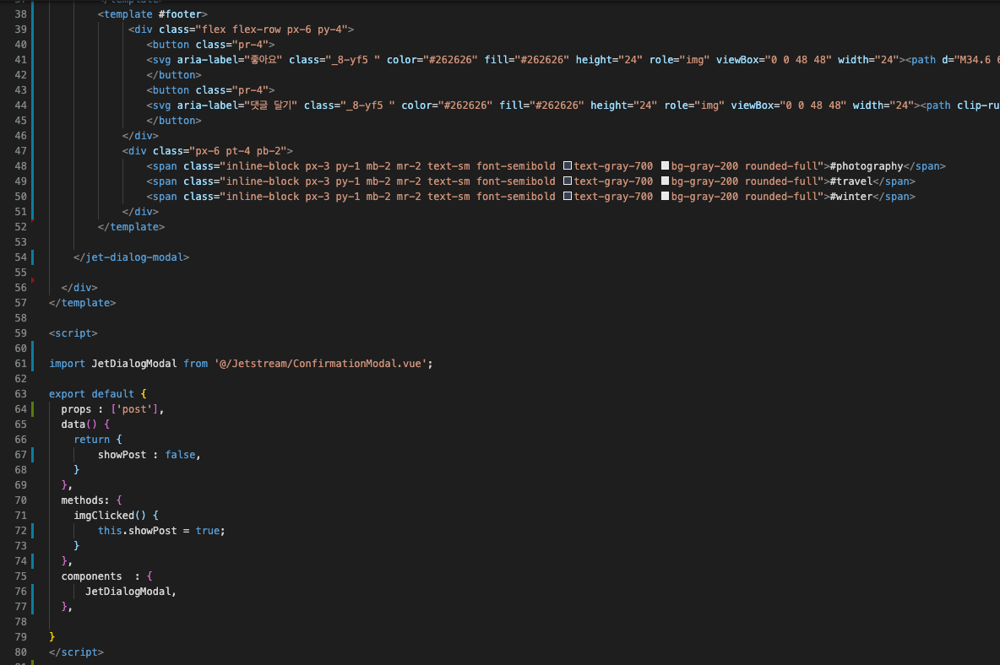 </template>
38 <template #footer>
39 <div class="flex flex-row px-6 py-4">
40 <button class="pr-4">
41 <svg aria-label="좋아요" class="_8-yf5 " color="#262626" fill="#262626" height="24" role="img" viewBox="0 0 48 48" width="24"><path d="M34.6 6
42 </button>
43 <button class="pr-4">
44 <svg aria-label="댓글 달기" class="_8-yf5 " color="#262626" fill="#262626" height="24" role="img" viewBox="0 0 48 48" width="24"><path clip-ru
45 </button>
46 </div>
47 <div class="px-6 pt-4 pb-2">
48 <span class="inline-block px-3 py-1 mb-2 mr-2 text-sm font-semibold text-gray-700 bg-gray-200 rounded-full">#photography</span>
49 <span class="inline-block px-3 py-1 mb-2 mr-2 text-sm font-semibold text-gray-700 bg-gray-200 rounded-full">#travel</span>
50 <span class="inline-block px-3 py-1 mb-2 mr-2 text-sm font-semibold text-gray-700 bg-gray-200 rounded-full">#winter</span>
51 </div>
52 </template>
53
54 </jet-dialog-modal>
55
56 </div>
57 </template>
58
59 <script>
60
61 import JetDialogModal from '@/Jetstream/ConfirmationModal.vue';
62
63 export default {
64 props : ['post'],
65 data() {
66 return {
67 showPost : false,
68 }
69 },
70 methods: {
71 imgClicked() {
72 this.showPost = true;
73 }
74 },
75 components  : {
76 JetDialogModal,
77 },
78
79 }
80 </script>